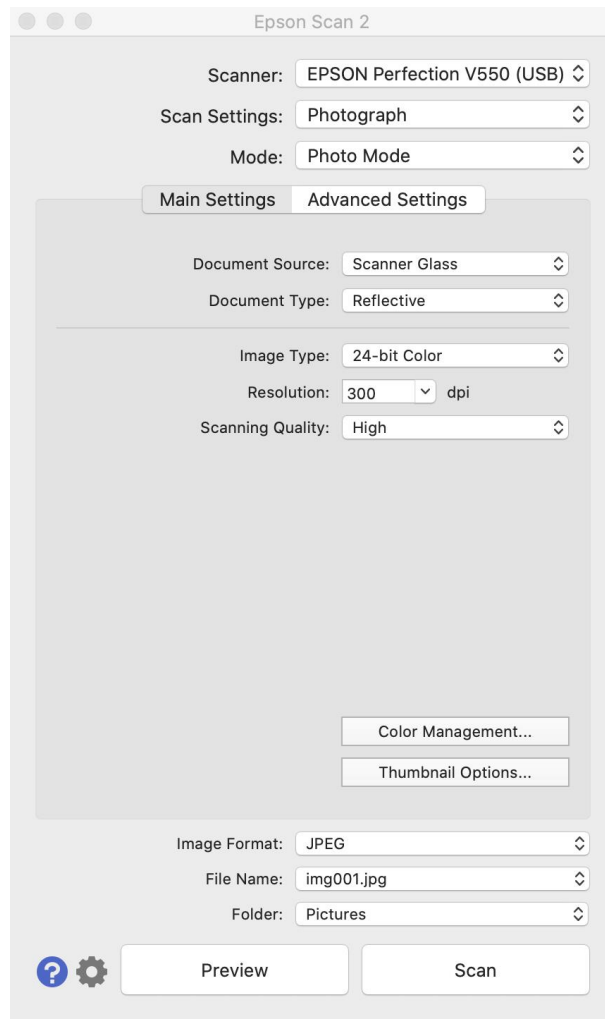 Epson Scan 2
Scanner: EPSON Perfection V550 (USB)
Scan Settings: Photograph
Mode: Photo Mode
Main Settings Advanced Settings
Document Source: Scanner Glass
Document Type: Reflective
Image Type: 24-bit Color
Resolution: 300 dpi
Scanning Quality: High
Color Management...
Thumbnail Options...
Image Format: JPEG
File Name: img001.jpg
Folder: Pictures
? Preview Scan